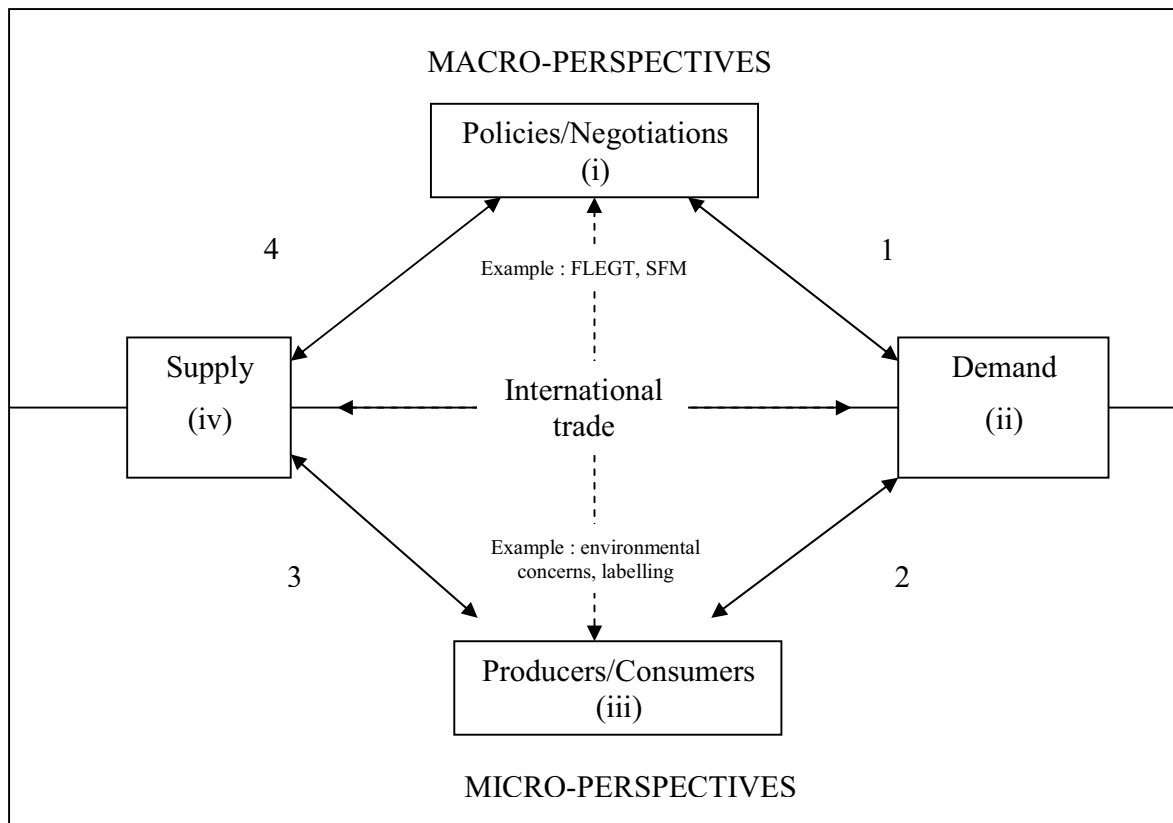 MACRO-PERSPECTIVES
Policies/Negotiations
(i)
4
1
Example : FLEGT, SFM
Supply
(iv)
International
trade
Demand
(ii)
Example : environmental
concerns, labelling
3
2
Producers/Consumers
(iii)
MICRO-PERSPECTIVES